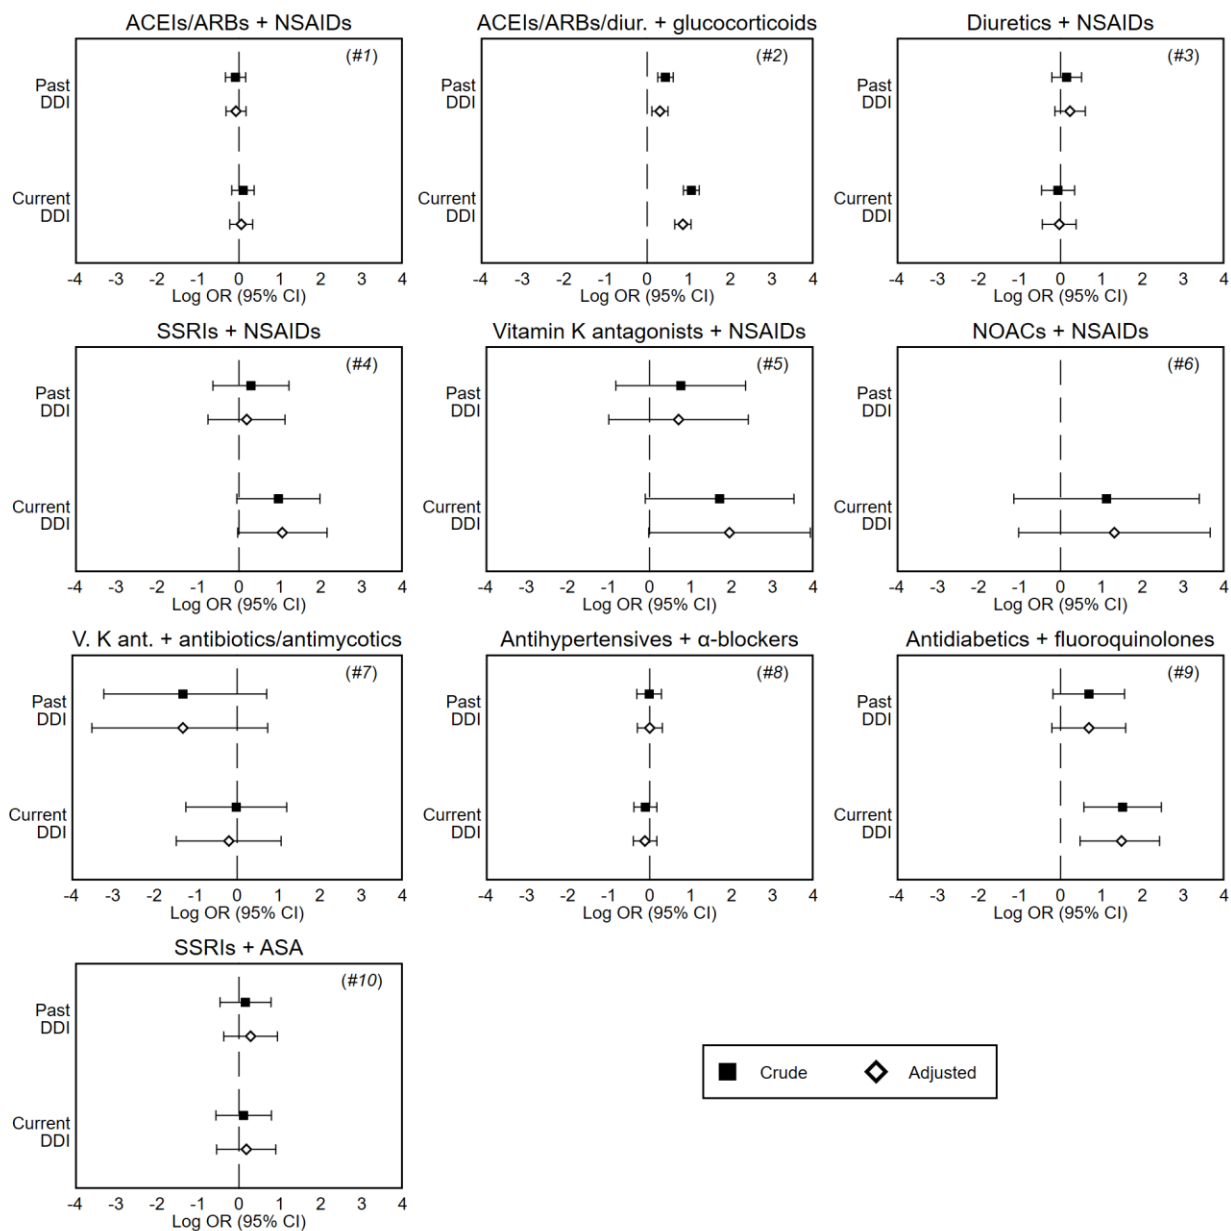 ACEIs/ARBs + NSAIDs
(#1)
Past
DDI
Current
DDI
-4 -3 -2 -1 0 1 2 3 4
Log OR (95% CI)
ACEIs/ARBs/diur. + glucocorticoids
(#2)
Past
DDI
Current
DDI
-4 -3 -2 -1 0 1 2 3 4
Log OR (95% CI)
Diuretics + NSAIDs
(#3)
Past
DDI
Current
DDI
-4 -3 -2 -1 0 1 2 3 4
Log OR (95% CI)
SSRIs + NSAIDs
(#4)
Past
DDI
Current
DDI
-4 -3 -2 -1 0 1 2 3 4
Log OR (95% CI)
Vitamin K antagonists + NSAIDs
(#5)
Past
DDI
Current
DDI
-4 -3 -2 -1 0 1 2 3 4
Log OR (95% CI)
NOACs + NSAIDs
(#6)
Past
DDI
Current
DDI
-4 -3 -2 -1 0 1 2 3 4
Log OR (95% CI)
V. K ant. + antibiotics/antimycotics
(#7)
Past
DDI
Current
DDI
-4 -3 -2 -1 0 1 2 3 4
Log OR (95% CI)
Antihypertensives + α-blockers
(#8)
Past
DDI
Current
DDI
-4 -3 -2 -1 0 1 2 3 4
Log OR (95% CI)
Antidiabetics + fluoroquinolones
(#9)
Past
DDI
Current
DDI
-4 -3 -2 -1 0 1 2 3 4
Log OR (95% CI)
SSRIs + ASA
(#10)
Past
DDI
Current
DDI
-4 -3 -2 -1 0 1 2 3 4
Log OR (95% CI)
Crude Adjusted